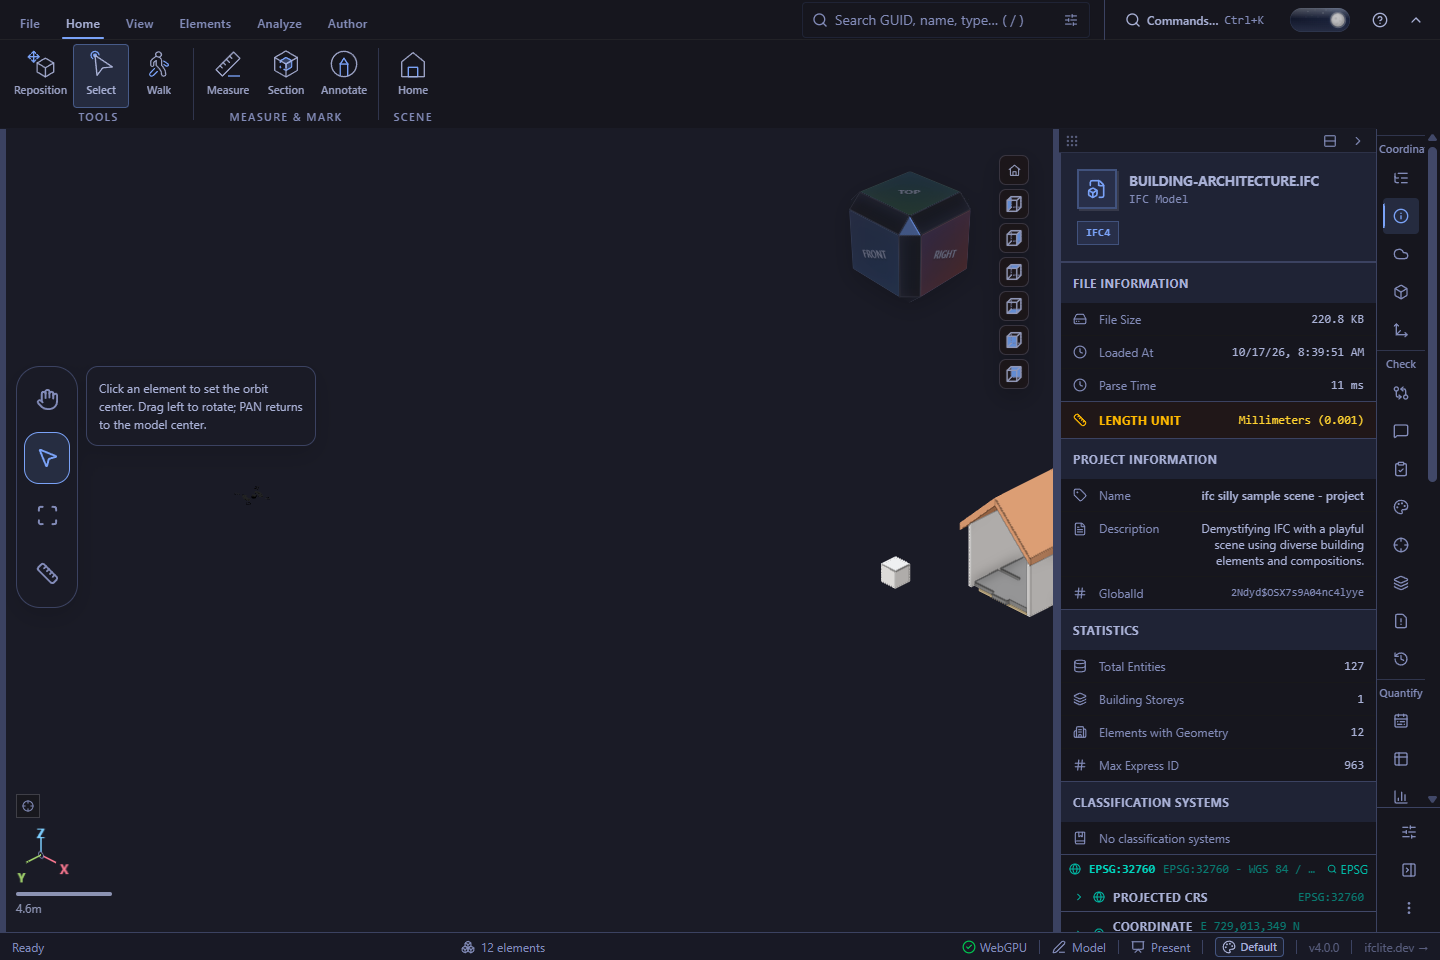 File Home View Elements Analyze Author
Search GUID, name, type... ( / )
Commands... Ctrl+K
Reposition Select Walk Measure Section Annotate Home
TOOLS MEASURE & MARK SCENE
TOP
FRONT RIGHT
Click an element to set the orbit
center. Drag left to rotate; PAN returns
to the model center.
Z
X
Y
4.6m
BUILDING-ARCHITECTURE.IFC
IFC Model
IFC4
FILE INFORMATION
File Size 220.8 KB
Loaded At 10/17/26, 8:39:51 AM
Parse Time 11 ms
LENGTH UNIT Millimeters (0.001)
PROJECT INFORMATION
Name ifc silly sample scene - project
Description Demystifying IFC with a playful
scene using diverse building
elements and compositions.
GlobalId 2Ndyd$OSX7s9A04nc4lyye
STATISTICS
Total Entities 127
Building Storeys 1
Elements with Geometry 12
Max Express ID 963
CLASSIFICATION SYSTEMS
No classification systems
EPSG:32760 EPSG:32760 - WGS 84 / … EPSG
PROJECTED CRS EPSG:32760
COORDINATE E 729,013,349 N
Coordina
Check
Quantify
Ready 12 elements WebGPU Model Present Default v4.0.0 ifclite.dev →